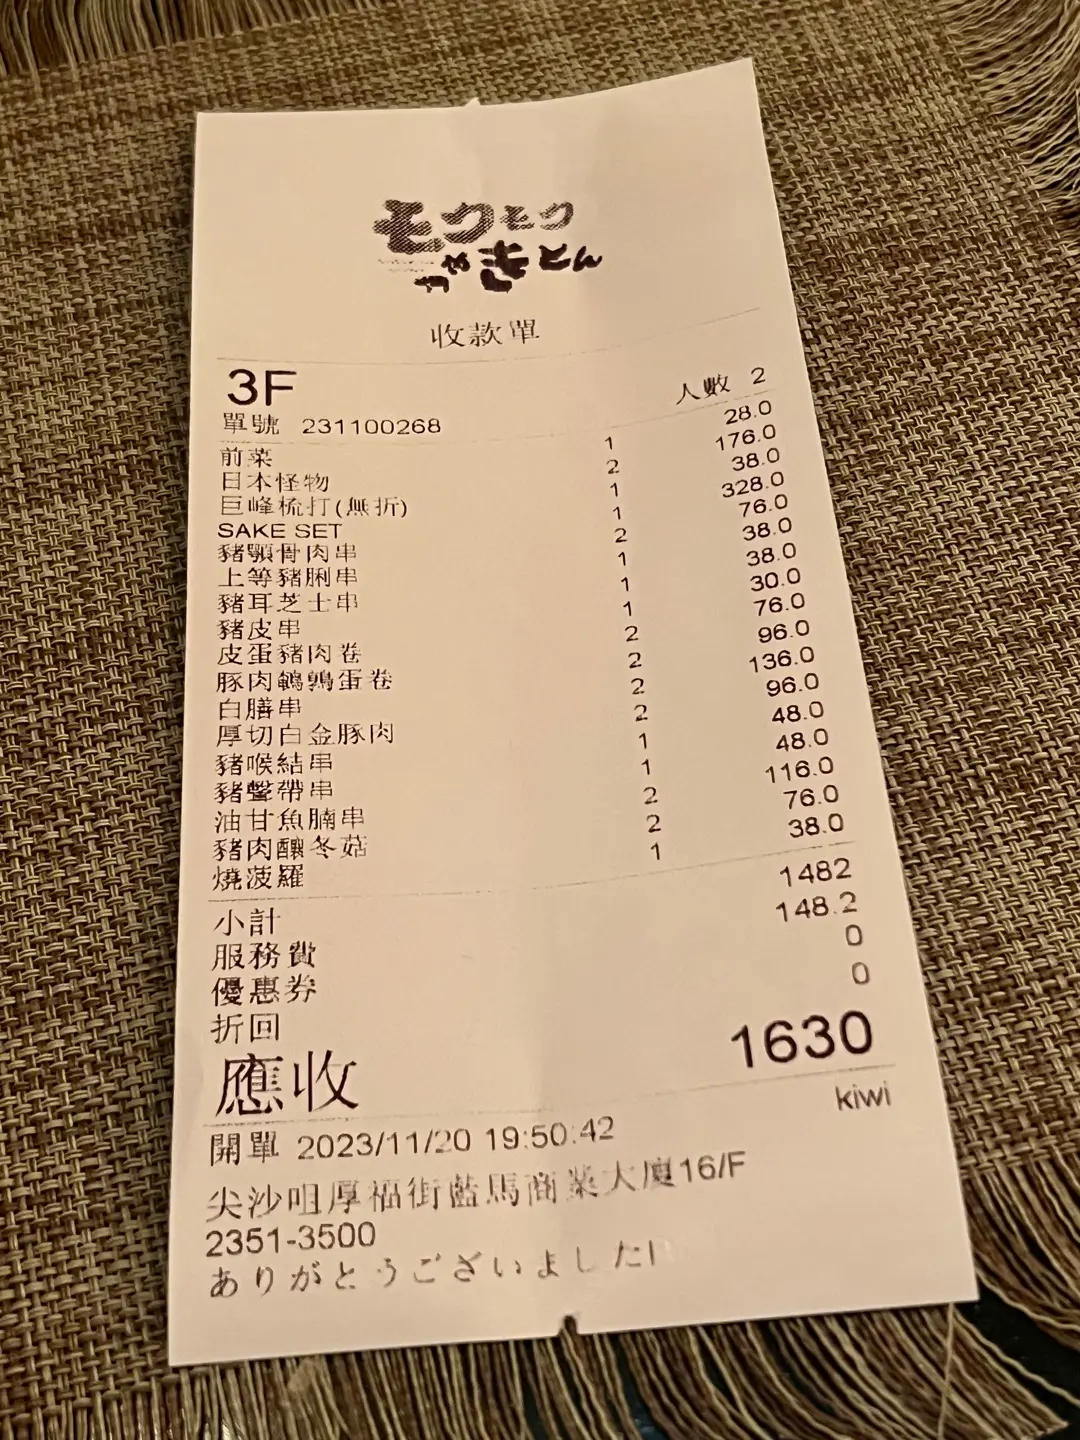 モクモク
収款單
3F 人數 2
單號 231100268
前菜 1 28.0
日本怪物 2 176.0
巨峰梳打(無折) 1 38.0
SAKE SET 1 328.0
豬顎骨肉串 2 76.0
上等豬脷串 1 38.0
豬耳芝士串 1 38.0
豬皮串 1 30.0
皮蛋豬肉卷 2 76.0
豚肉鵪鶉蛋卷 2 96.0
白膳串 2 136.0
厚切白金豚肉 2 96.0
豬喉結串 1 48.0
豬聲帶串 1 48.0
油甘魚腩串 2 116.0
豬肉釀冬菇 2 76.0
燒菠蘿 1 38.0
小計 1482
服務費 148.2
優惠券 0
折回 0
應收 1630
kiwi
開單 2023/11/20 19:50:42
尖沙咀厚福街藍馬商業大廈16/F
2351-3500
ありがとうございました